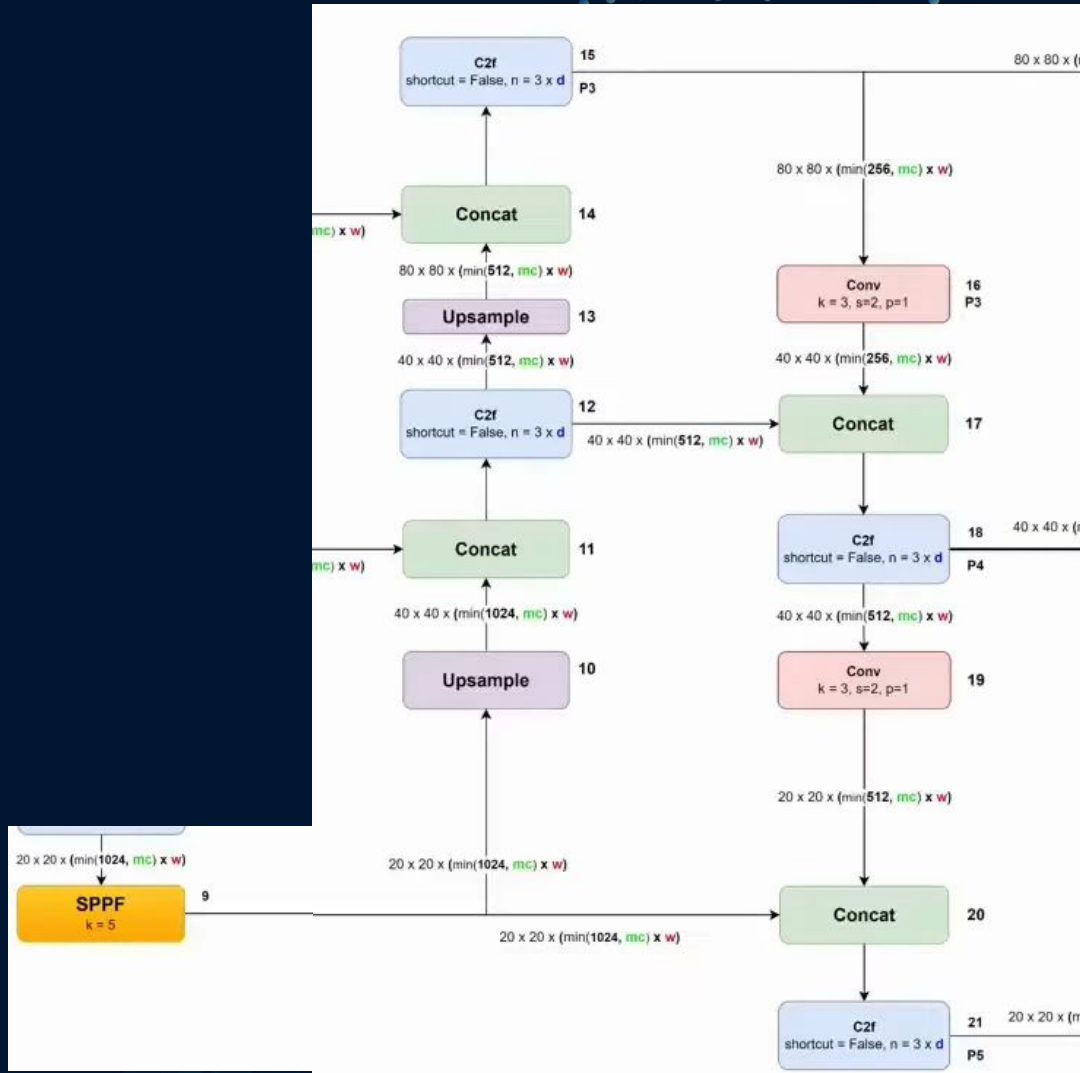 C2f
shortcut = False, n = 3 x d
15
P3
80 x 80 x
80 x 80 x (min(256, mc) x w)
Concat
14
mc) x w)
80 x 80 x (min(512, mc) x w)
Upsample
13
Conv
k = 3, s=2, p=1
16
P3
40 x 40 x (min(512, mc) x w)
40 x 40 x (min(256, mc) x w)
C2f
shortcut = False, n = 3 x d
12
40 x 40 x (min(512, mc) x w)
Concat
17
Concat
11
mc) x w)
C2f
shortcut = False, n = 3 x d
18
P4
40 x 40 x
40 x 40 x (min(1024, mc) x w)
40 x 40 x (min(512, mc) x w)
Upsample
10
Conv
k = 3, s=2, p=1
19
20 x 20 x (min(512, mc) x w)
20 x 20 x (min(1024, mc) x w)
20 x 20 x (min(1024, mc) x w)
SPPF
k = 5
9
20 x 20 x (min(1024, mc) x w)
Concat
20
C2f
shortcut = False, n = 3 x d
21
P5
20 x 20 x